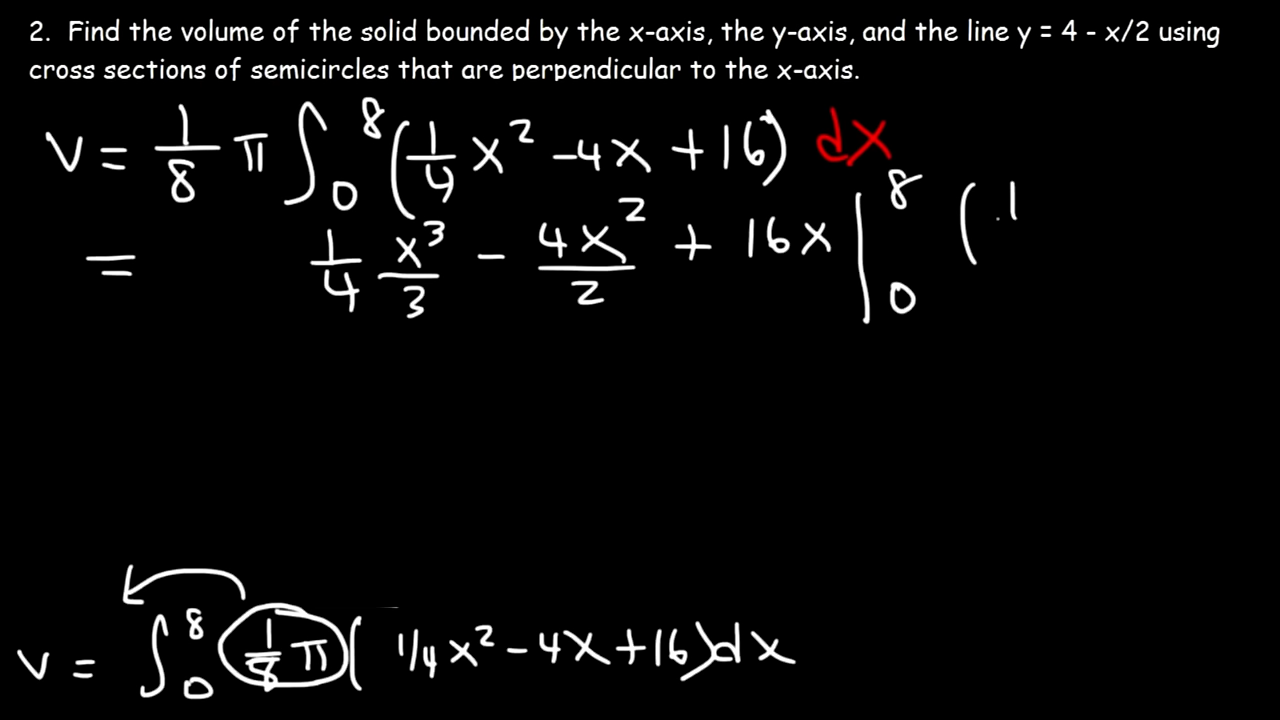 2. Find the volume of the solid bounded by the x-axis, the y-axis, and the line y = 4 - x/2 using
cross sections of semicircles that are perpendicular to the x-axis.
V = 1/8 π ∫₀⁸ (1/4 x² - 4x + 16) dx
= 1/4 x³/3 - 4x²/2 + 16x |₀⁸ (1
V = ∫₀⁸ 1/8 π ( 1/4 x² - 4x + 16) dx